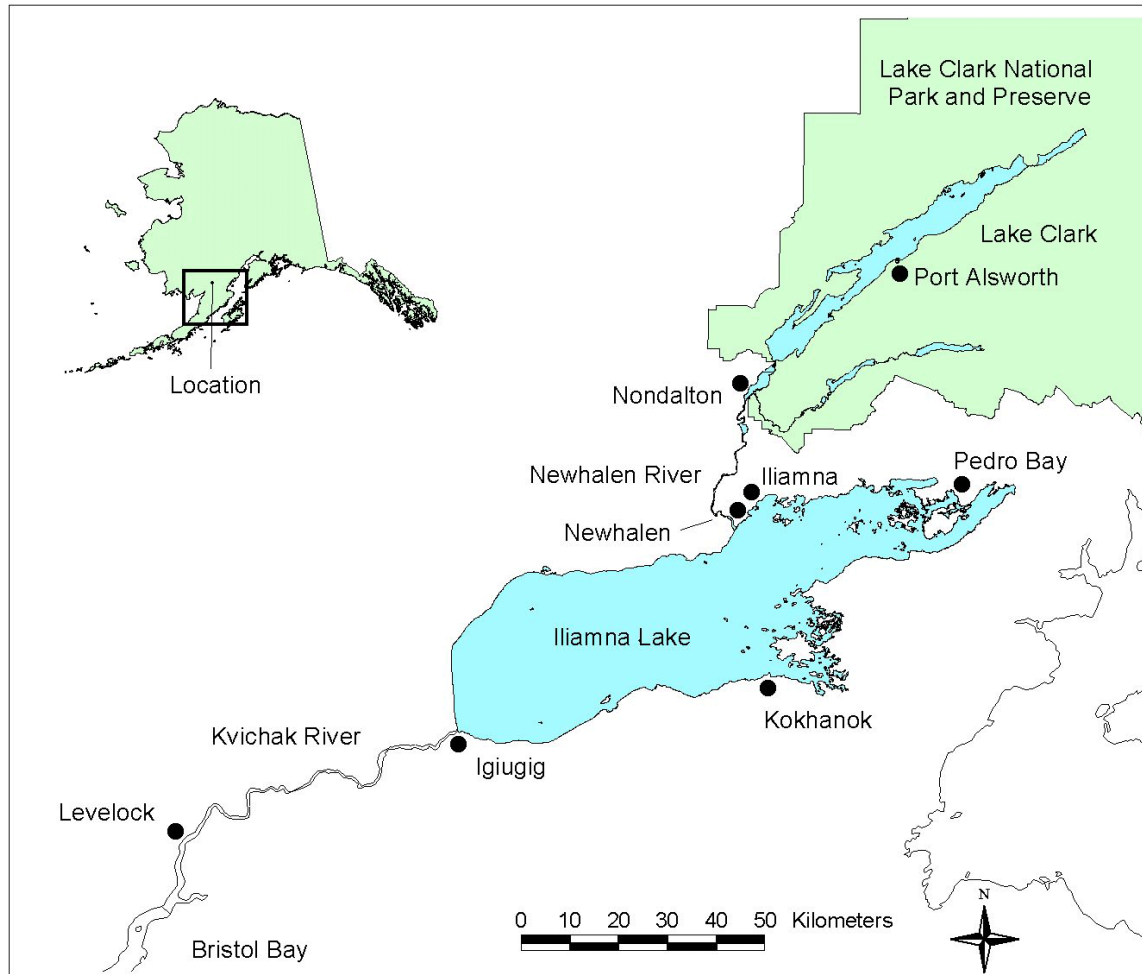 Lake Clark National
Park and Preserve
Lake Clark
Port Alsworth
Location
Nondalton
Newhalen River
Iliamna
Pedro Bay
Newhalen
Iliamna Lake
Kokhanok
Kvichak River
Igiugig
Levelock
N
0 10 20 30 40 50 Kilometers
Bristol Bay